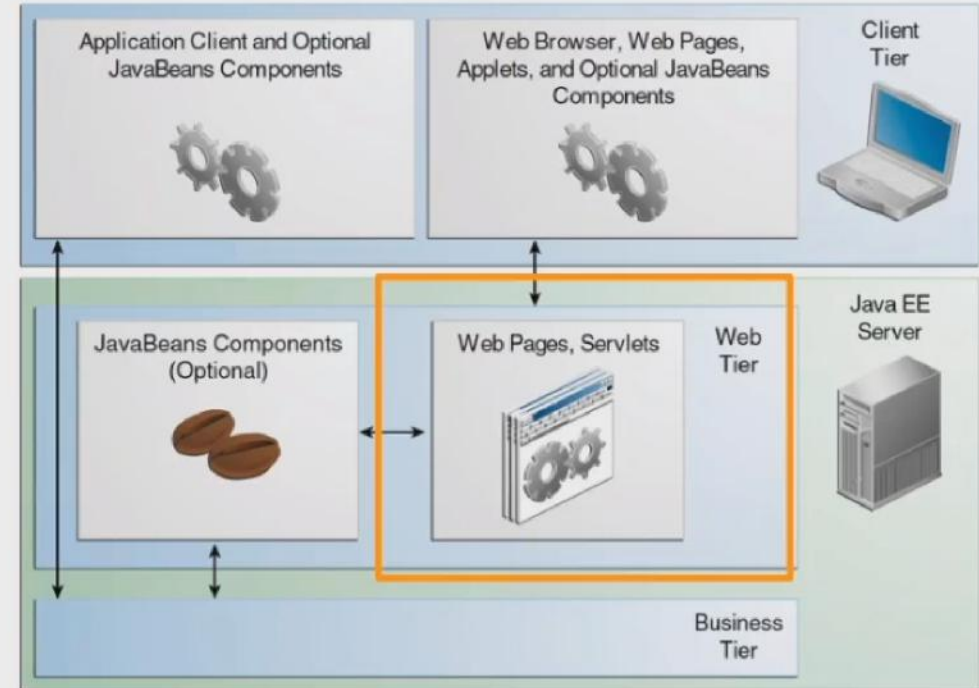 Application Client and Optional
JavaBeans Components
Web Browser, Web Pages,
Applets, and Optional JavaBeans
Components
Client
Tier
JavaBeans Components
(Optional)
Web Pages, Servlets
Web
Tier
Java EE
Server
Business
Tier